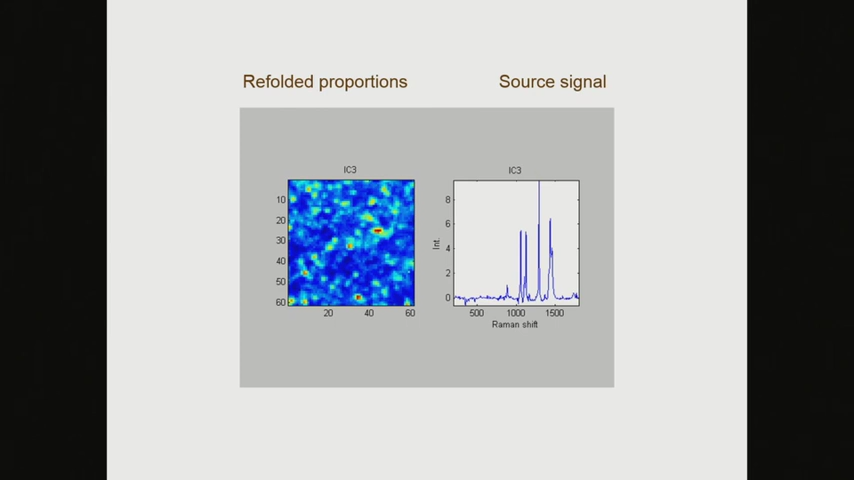 Refolded proportions
Source signal
IC3
10
20
30
40
50
60
20 40 60
IC3
8
6
4
2
0
Int.
500 1000 1500
Raman shift